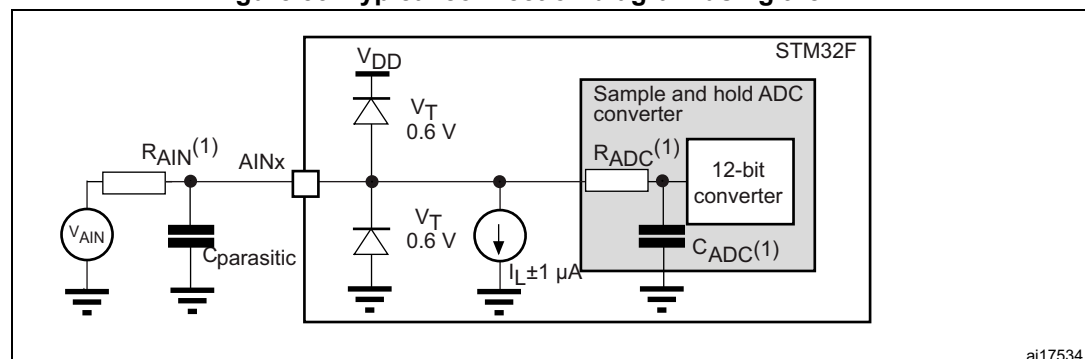 STM32F
VDD
VT
0.6 V
Sample and hold ADC
converter
RAIN(1)
AINx
RADC(1)
12-bit
converter
VAIN
Cparasitic
VT
0.6 V
IL±1 µA
CADC(1)
ai17534